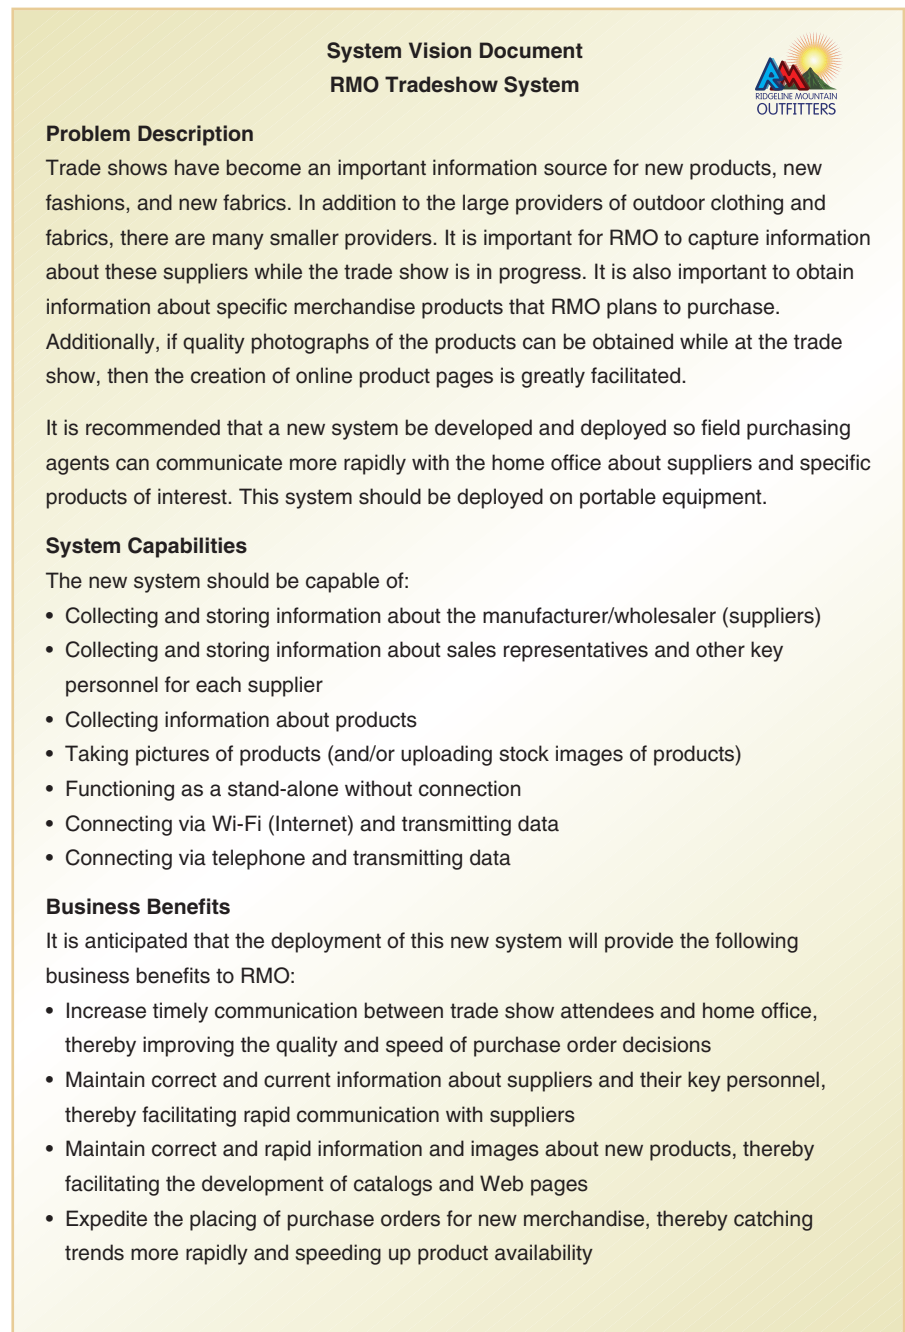 System Vision Document
RMO Tradeshow System
RM
RIDGELINE MOUNTAIN
OUTFITTERS
Problem Description
Trade shows have become an important information source for new products, new
fashions, and new fabrics. In addition to the large providers of outdoor clothing and
fabrics, there are many smaller providers. It is important for RMO to capture information
about these suppliers while the trade show is in progress. It is also important to obtain
information about specific merchandise products that RMO plans to purchase.
Additionally, if quality photographs of the products can be obtained while at the trade
show, then the creation of online product pages is greatly facilitated.
It is recommended that a new system be developed and deployed so field purchasing
agents can communicate more rapidly with the home office about suppliers and specific
products of interest. This system should be deployed on portable equipment.
System Capabilities
The new system should be capable of:
• Collecting and storing information about the manufacturer/wholesaler (suppliers)
• Collecting and storing information about sales representatives and other key
personnel for each supplier
• Collecting information about products
• Taking pictures of products (and/or uploading stock images of products)
• Functioning as a stand-alone without connection
• Connecting via Wi-Fi (Internet) and transmitting data
• Connecting via telephone and transmitting data
Business Benefits
It is anticipated that the deployment of this new system will provide the following
business benefits to RMO:
• Increase timely communication between trade show attendees and home office,
thereby improving the quality and speed of purchase order decisions
• Maintain correct and current information about suppliers and their key personnel,
thereby facilitating rapid communication with suppliers
• Maintain correct and rapid information and images about new products, thereby
facilitating the development of catalogs and Web pages
• Expedite the placing of purchase orders for new merchandise, thereby catching
trends more rapidly and speeding up product availability